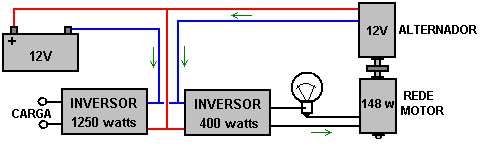 +
12V
12V
ALTERNADOR
CARGA
INVERSOR
1250 watts
INVERSOR
400 watts
148 w
REDE
MOTOR